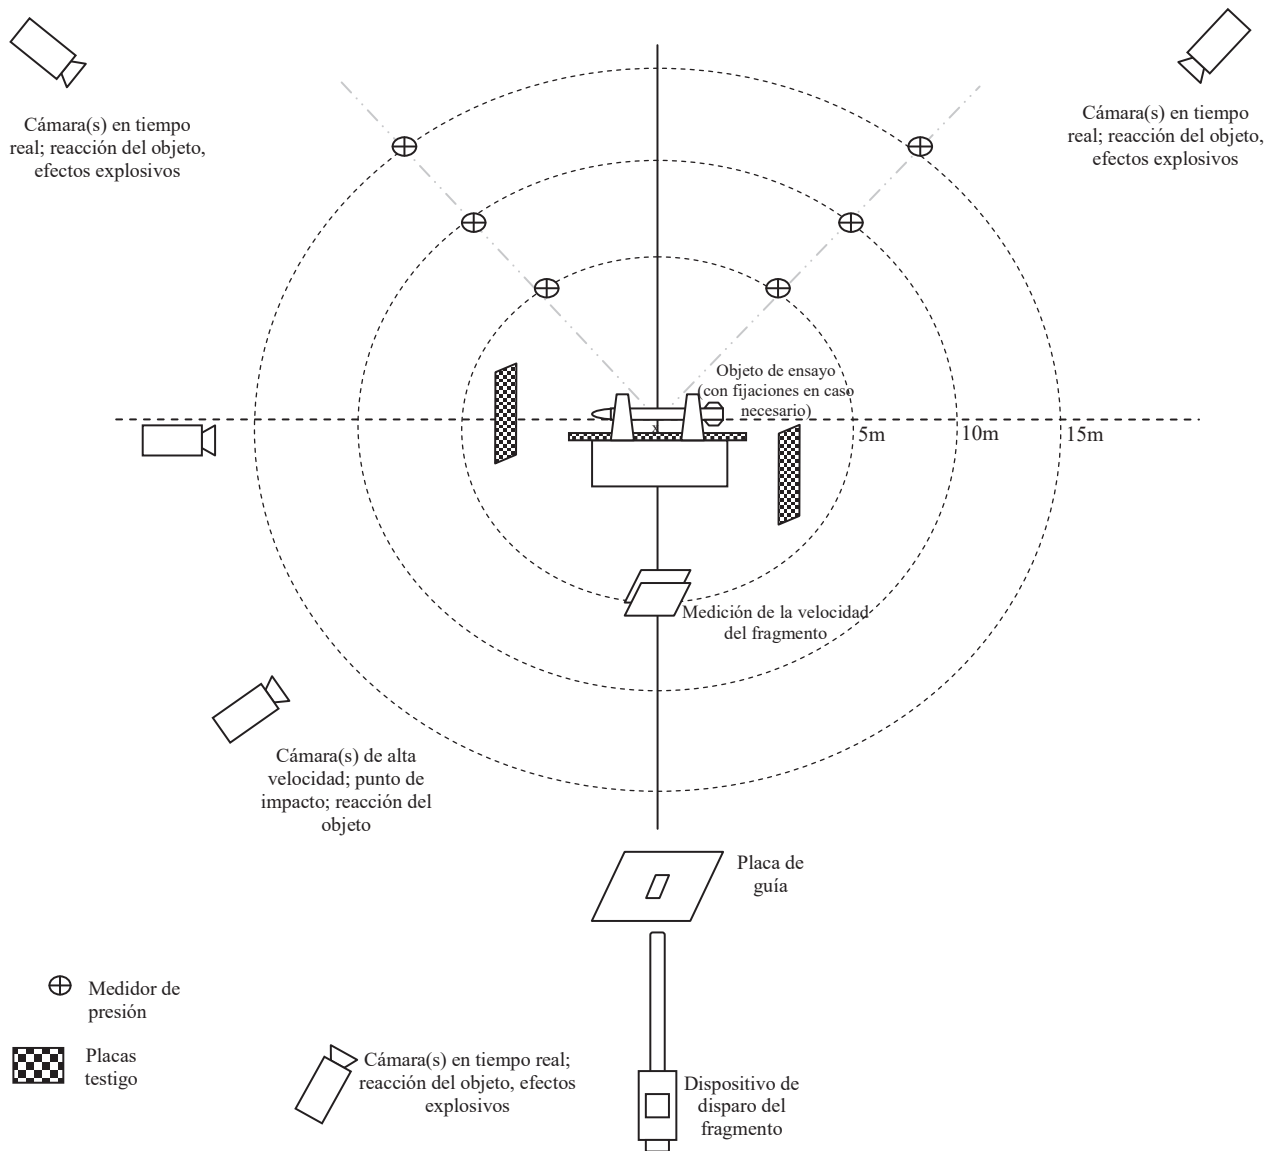 Cámara(s) en tiempo
real; reacción del objeto,
efectos explosivos
Cámara(s) en tiempo
real; reacción del objeto,
efectos explosivos
Objeto de ensayo
(con fijaciones en caso
necesario)
x
5m
10m
15m
Medición de la velocidad
del fragmento
Cámara(s) de alta
velocidad; punto de
impacto; reacción del
objeto
Placa de
guía
Medidor de
presión
Placas
testigo
Cámara(s) en tiempo real;
reacción del objeto, efectos
explosivos
Dispositivo de
disparo del
fragmento